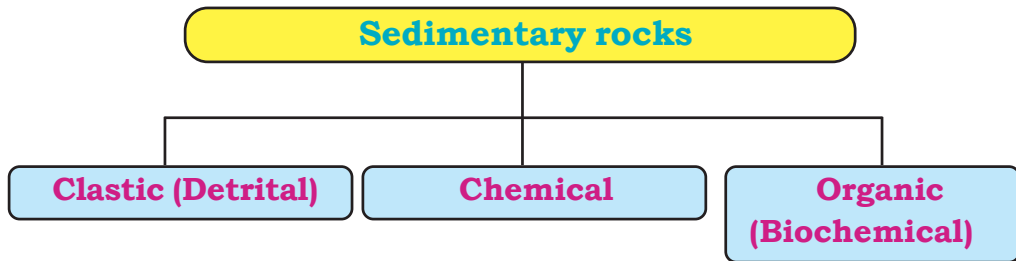 Sedimentary rocks
Clastic (Detrital)
Chemical
Organic
(Biochemical)